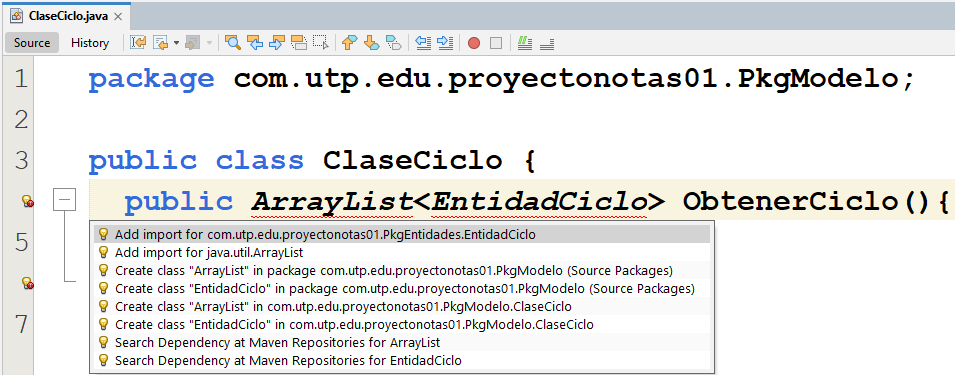 ClaseCiclo.java ×
Source History
1 package com.utp.edu.proyectonotas01.PkgModelo;
2
3 public class ClaseCiclo {
public ArrayList<EntidadCiclo> ObtenerCiclo(){
Add import for com.utp.edu.proyectonotas01.PkgEntidades.EntidadCiclo
5
Add import for java.util.ArrayList
Create class "ArrayList" in package com.utp.edu.proyectonotas01.PkgModelo (Source Packages)
Create class "EntidadCiclo" in package com.utp.edu.proyectonotas01.PkgModelo (Source Packages)
Create class "ArrayList" in com.utp.edu.proyectonotas01.PkgModelo.ClaseCiclo
7
Create class "EntidadCiclo" in com.utp.edu.proyectonotas01.PkgModelo.ClaseCiclo
Search Dependency at Maven Repositories for ArrayList
Search Dependency at Maven Repositories for EntidadCiclo